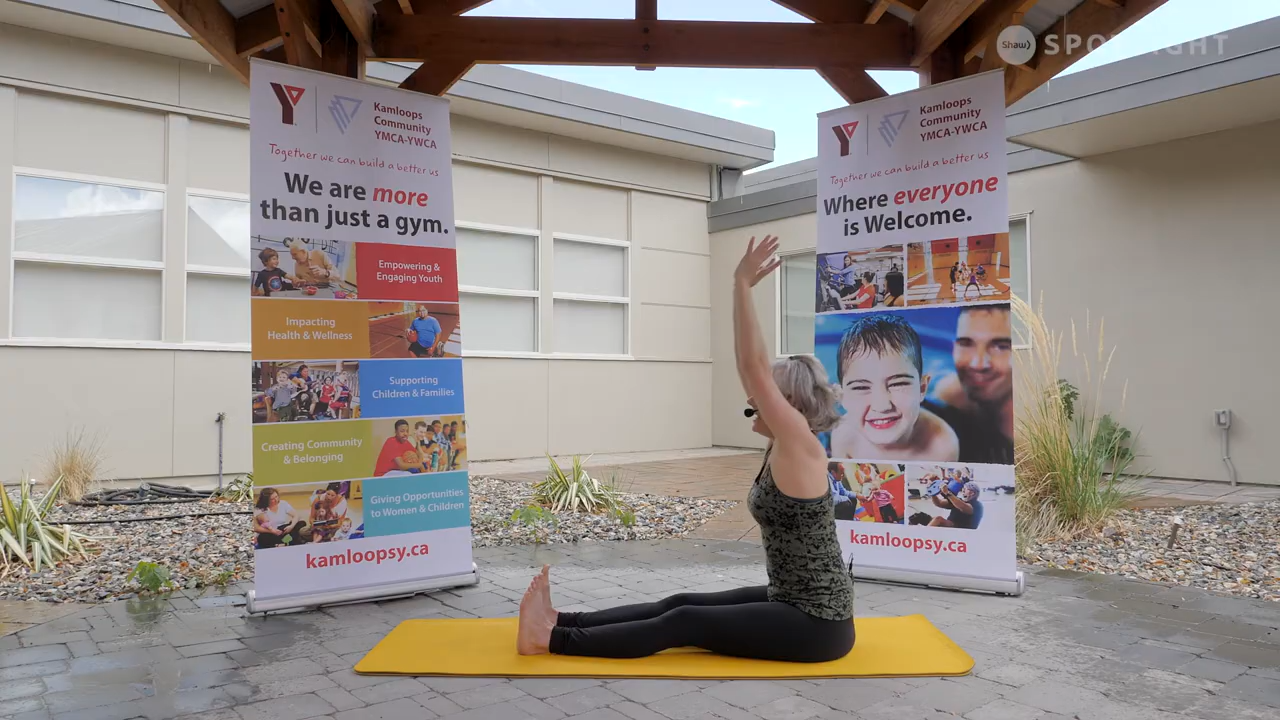 Shaw) SPOTLIGHT
Kamloops
Community
YMCA-YWCA
Together we can build a better us
We are more
than just a gym.
Empowering &
Engaging Youth
Impacting
Health & Wellness
Supporting
Children & Families
Creating Community
& Belonging
Giving Opportunities
to Women & Children
kamloopsy.ca
Kamloops
Community
YMCA-YWCA
Together we can build a better us
Where everyone
is Welcome.
kamloopsy.ca